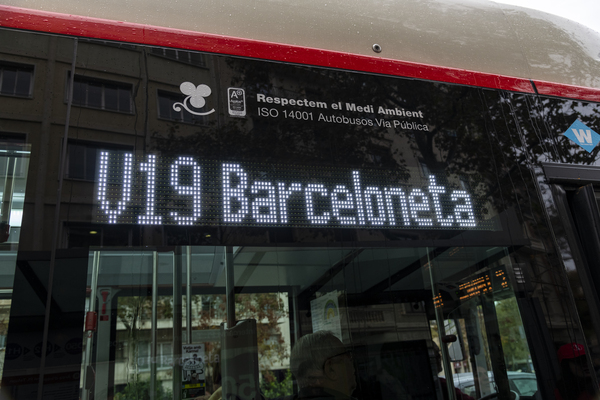 Respectem el Medi Ambient
ISO 14001 Autobusos Via Pública
W
V19 Barceloneta